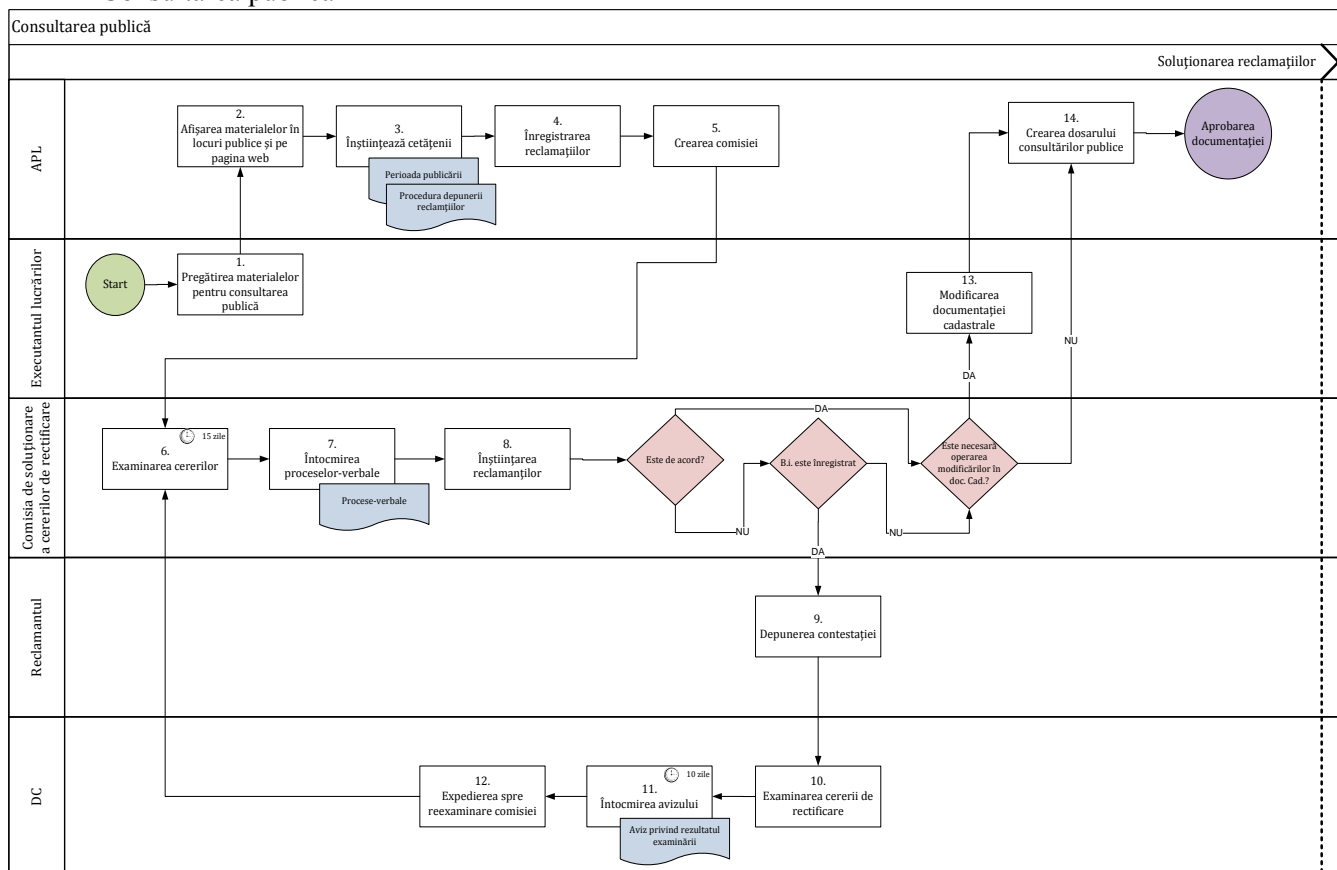 Consultarea publică
Soluționarea reclamațiilor
APL
2.
Afișarea materelelor în
locuri publice și pe
pagina web
3.
Înștiințează cetățenii
Perioada publicării
Procedura depunerii
reclamțiilor
4.
Înregistrarea
reclamațiilor
5.
Crearea comisiei
14.
Crearea dosarului
consultărilor publice
Aprobarea
documentației
Executantul lucrărilor
Start
1.
Pregătirea materialelor
pentru consultarea
publică
13.
Modificarea
documentației
cadastrale
NU
DA
Comisia de soluționare
a cererilor de rectificare
15 zile
6.
Examinarea cererilor
7.
Întocmirea
proceselor-verbale
Procese-verbale
8.
Înștiințarea
reclamanților
Este de acord?
DA
NU
B.i. este înregistrat
NU
DA
Este necesară
operarea
modificărilor în
doc. Cad.?
Reclamantul
9.
Depunerea contestației
DC
12.
Expedierea spre
reexaminare comisiei
10 zile
11.
Întocmirea avizului
Aviz privind rezultatul
examinării
10.
Examinarea cererii de
rectificare